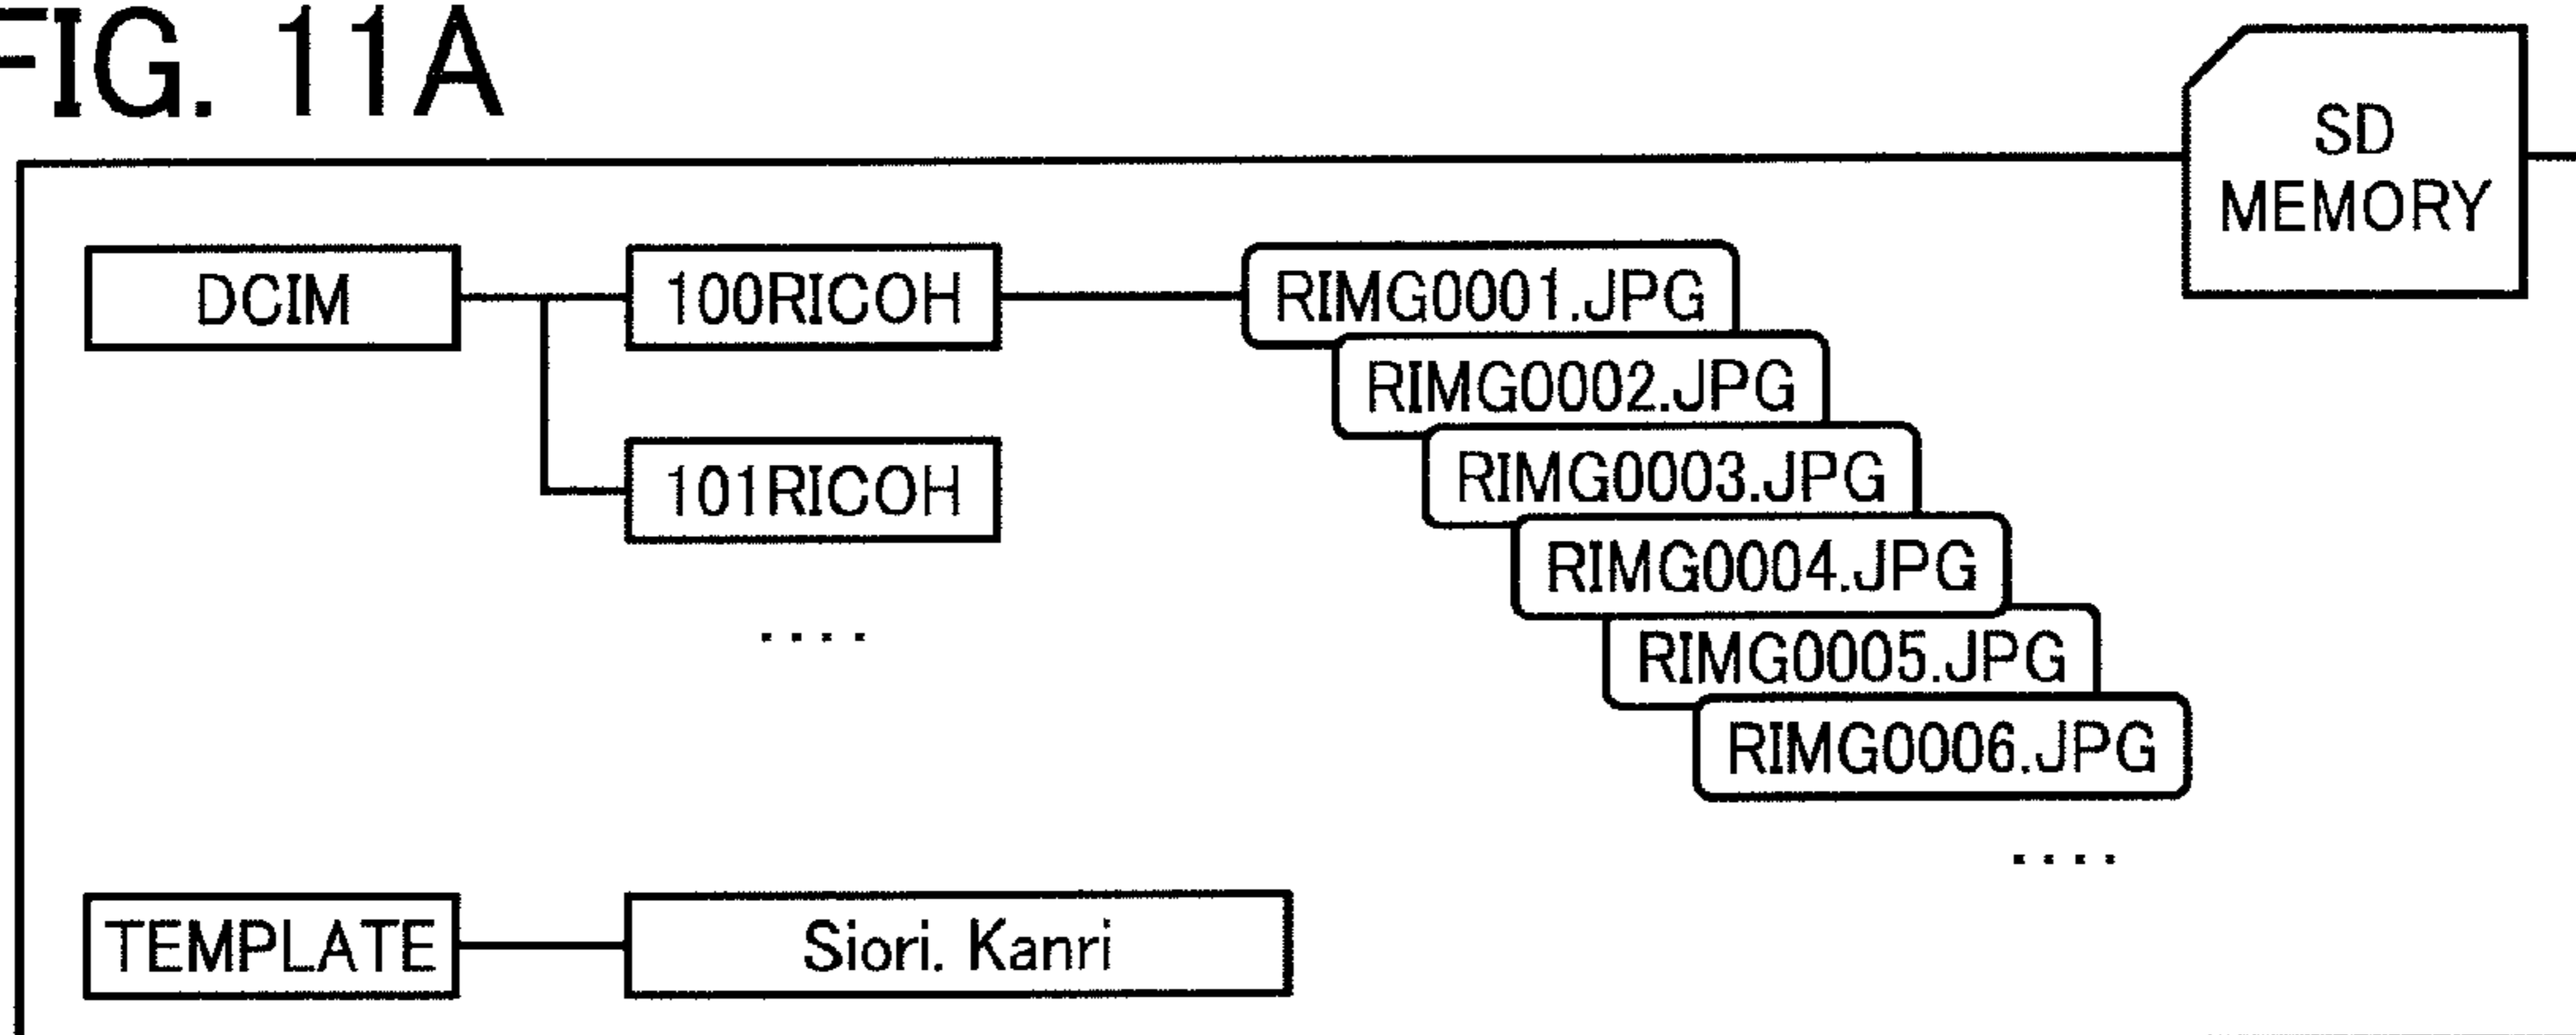 FIG. 11A
SD
MEMORY
DCIM
100RICOH
RIMG0001.JPG
RIMG0002.JPG
101RICOH
RIMG0003.JPG
RIMG0004.JPG
....
RIMG0005.JPG
RIMG0006.JPG
....
TEMPLATE
Siori. Kanri